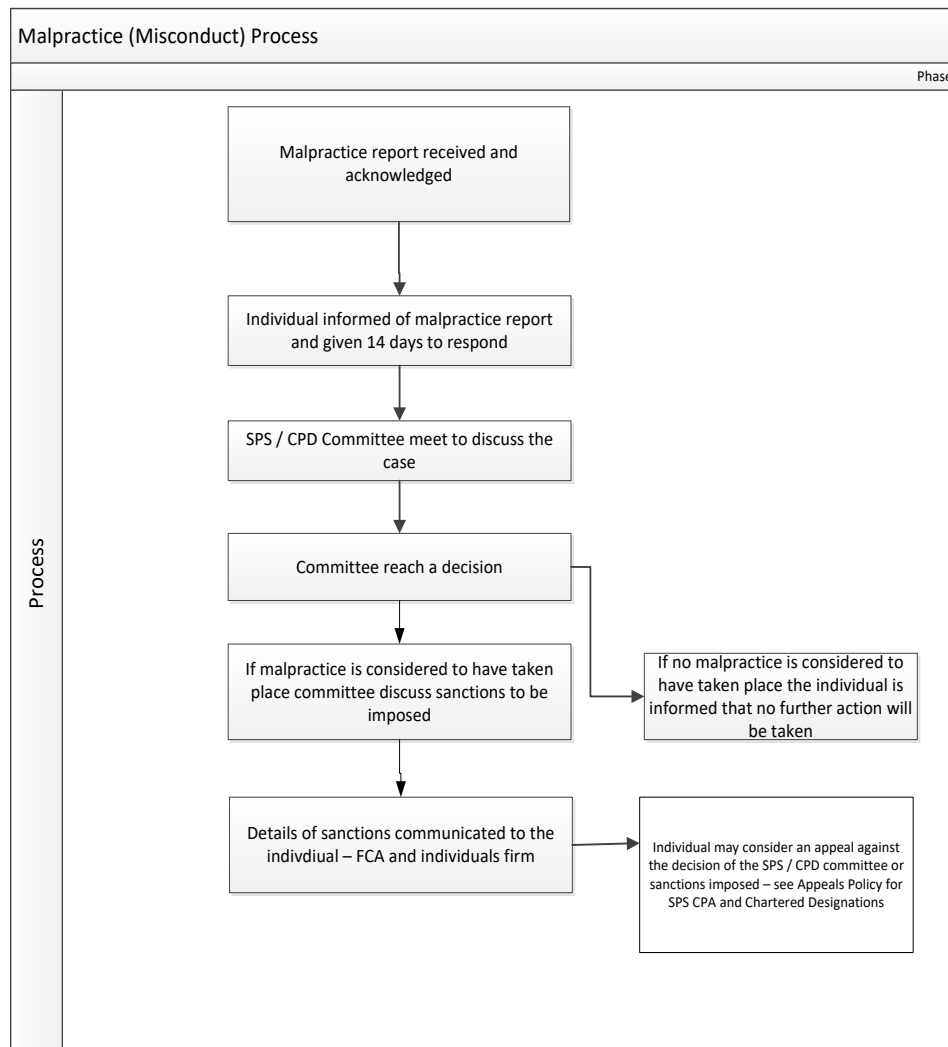 Malpractice (Misconduct) Process
Phase
Process
Malpractice report received and
acknowledged
Individual informed of malpractice report
and given 14 days to respond
SPS / CPD Committee meet to discuss the
case
Committee reach a decision
If malpractice is considered to have taken
place committee discuss sanctions to be
imposed
If no malpractice is considered to
have taken place the individual is
informed that no further action will
be taken
Details of sanctions communicated to the
indivdiual – FCA and individuals firm
Individual may consider an appeal against
the decision of the SPS / CPD committee or
sanctions imposed – see Appeals Policy for
SPS CPA and Chartered Designations